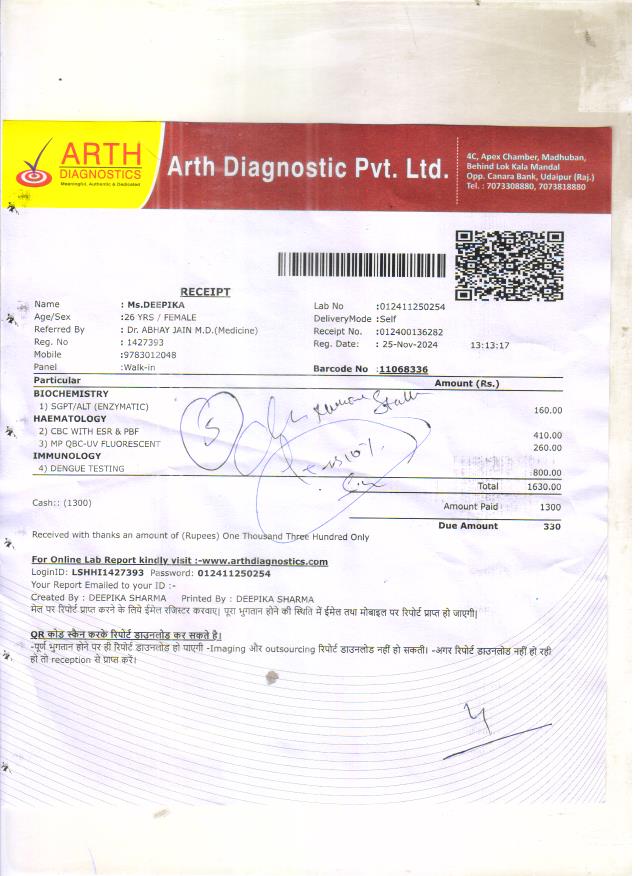 ARTH
DIAGNOSTICS
Meaningful, Authentic & Dedicated
Arth Diagnostic Pvt. Ltd.
4C, Apex Chamber, Madhuban,
Behind Lok Kala Mandal
Opp. Canara Bank, Udaipur (Raj.)
Tel. : 7073308880, 7073818880
RECEIPT
Name : Ms.DEEPIKA
Lab No :012411250254
Age/Sex :26 YRS / FEMALE
DeliveryMode :Self
Referred By : Dr. ABHAY JAIN M.D.(Medicine)
Receipt No. :012400136282
Reg. No : 1427393
Reg. Date: : 25-Nov-2024 13:13:17
Mobile :9783012048
Panel :Walk-in
Barcode No :11068336
Particular Amount (Rs.)
BIOCHEMISTRY
1) SGPT/ALT (ENZYMATIC) 160.00
HAEMATOLOGY
2) CBC WITH ESR & PBF 410.00
3) MP QBC-UV FLUORESCENT 260.00
IMMUNOLOGY
4) DENGUE TESTING 800.00
Total 1630.00
Cash:: (1300)
Amount Paid 1300
Due Amount 330
Received with thanks an amount of (Rupees) One Thousand Three Hundred Only
For Online Lab Report kindly visit :-www.arthdiagnostics.com
LoginID: LSHHI1427393 Password: 012411250254
Your Report Emailed to your ID :-
Created By : DEEPIKA SHARMA Printed By : DEEPIKA SHARMA
मेल पर रिपोर्ट प्राप्त करने के लिये ईमेल रजिस्टर करवाए। पूरा भुगतान होने की स्थिति में ईमेल तथा मोबाइल पर रिपोर्ट प्राप्त हो जाएगी।
QR कोड स्कैन करके रिपोर्ट डाउनलोड कर सकते है।
-पूर्ण भुगतान होने पर ही रिपोर्ट डाउनलोड हो पाएगी -Imaging और outsourcing रिपोर्ट डाउनलोड नहीं हो सकती। -अगर रिपोर्ट डाउनलोड नहीं हो रही
हो तो reception से प्राप्त करें।